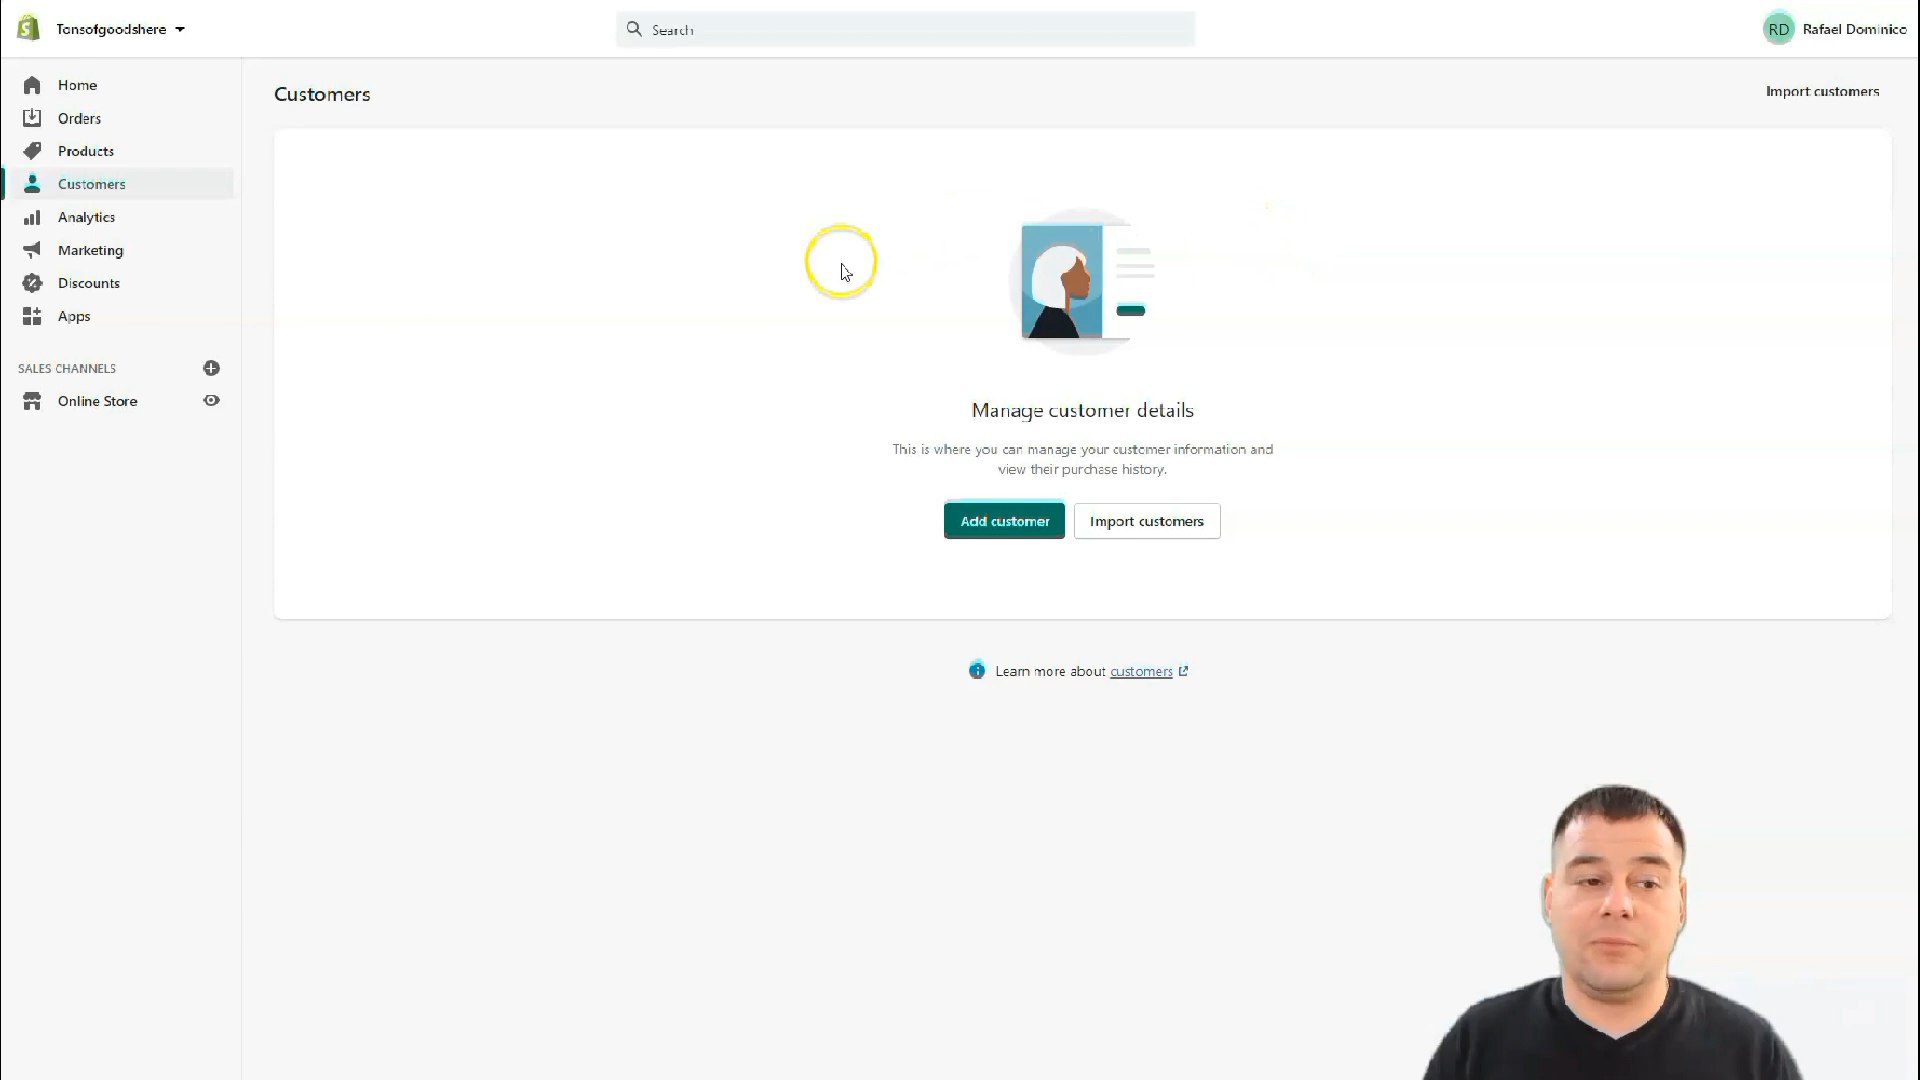 Tansofgoodshere
Search
RD Rafael Dominico
Home
Orders
Products
Customers
Analytics
Marketing
Discounts
Apps
SALES CHANNELS
Online Store
Customers
Import customers
Manage customer details
This is where you can manage your customer information and
view their purchase history.
Add customer
Import customers
Learn more about customers